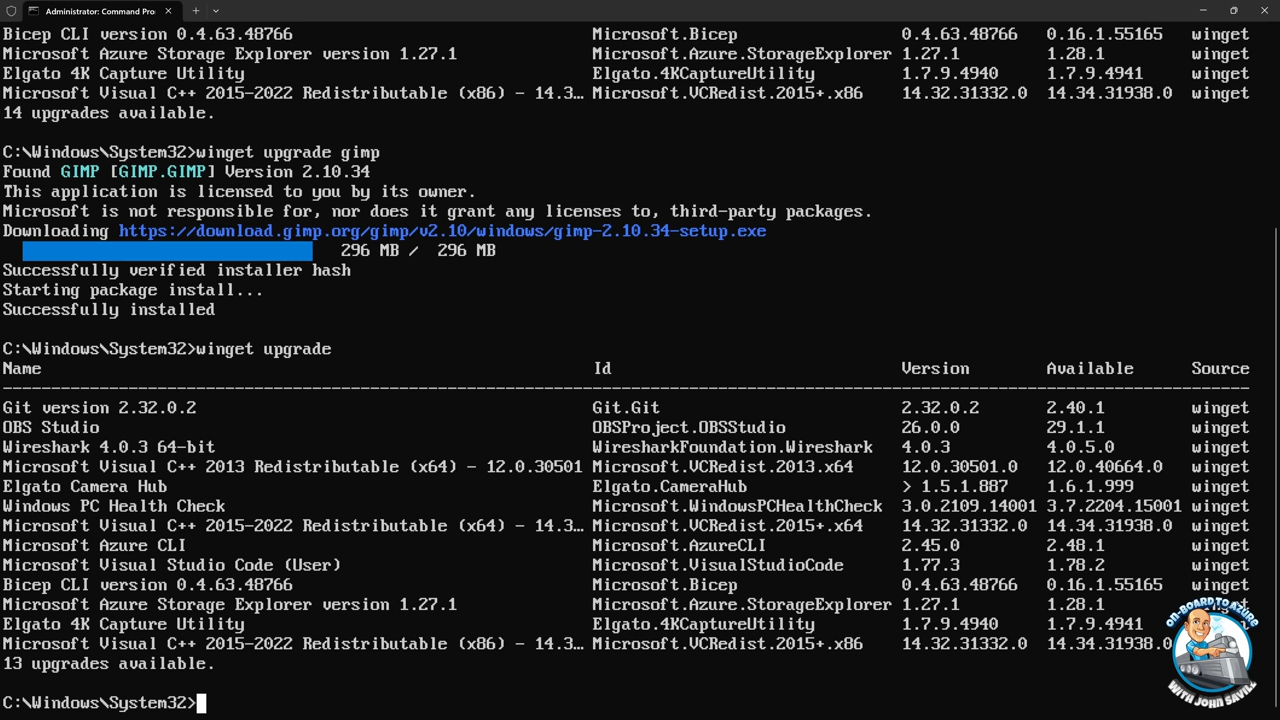 Administrator: Command Pro
Bicep CLI version 0.4.63.48766 Microsoft.Bicep 0.4.63.48766 0.16.1.55165 winget
Microsoft Azure Storage Explorer version 1.27.1 Microsoft.Azure.StorageExplorer 1.27.1 1.28.1 winget
Elgato 4K Capture Utility Elgato.4KCaptureUtility 1.7.9.4940 1.7.9.4941 winget
Microsoft Visual C++ 2015-2022 Redistributable (x86) - 14.3… Microsoft.VCRedist.2015+.x86 14.32.31332.0 14.34.31938.0 winget
14 upgrades available.
C:\Windows\System32>winget upgrade gimp
Found GIMP [GIMP.GIMP] Version 2.10.34
This application is licensed to you by its owner.
Microsoft is not responsible for, nor does it grant any licenses to, third-party packages.
Downloading https://download.gimp.org/gimp/v2.10/windows/gimp-2.10.34-setup.exe
296 MB / 296 MB
Successfully verified installer hash
Starting package install...
Successfully installed
C:\Windows\System32>winget upgrade
Name Id Version Available Source
Git version 2.32.0.2 Git.Git 2.32.0.2 2.40.1 winget
OBS Studio OBSProject.OBSStudio 26.0.0 29.1.1 winget
Wireshark 4.0.3 64-bit WiresharkFoundation.Wireshark 4.0.3 4.0.5.0 winget
Microsoft Visual C++ 2013 Redistributable (x64) - 12.0.30501 Microsoft.VCRedist.2013.x64 12.0.30501.0 12.0.40664.0 winget
Elgato Camera Hub Elgato.CameraHub > 1.5.1.887 1.6.1.999 winget
Windows PC Health Check Microsoft.WindowsPCHealthCheck 3.0.2109.14001 3.7.2204.15001 winget
Microsoft Visual C++ 2015-2022 Redistributable (x64) - 14.3… Microsoft.VCRedist.2015+.x64 14.32.31332.0 14.34.31938.0 winget
Microsoft Azure CLI Microsoft.AzureCLI 2.45.0 2.48.1 winget
Microsoft Visual Studio Code (User) Microsoft.VisualStudioCode 1.77.3 1.78.2 winget
Bicep CLI version 0.4.63.48766 Microsoft.Bicep 0.4.63.48766 0.16.1.55165 winget
Microsoft Azure Storage Explorer version 1.27.1 Microsoft.Azure.StorageExplorer 1.27.1 1.28.1
Elgato 4K Capture Utility Elgato.4KCaptureUtility 1.7.9.4940 1.7.9.4941
Microsoft Visual C++ 2015-2022 Redistributable (x86) - 14.3… Microsoft.VCRedist.2015+.x86 14.32.31332.0 14.34.31938.0
13 upgrades available.
C:\Windows\System32>
ON-BOARD TO AZURE
WITH JOHN SAVILL